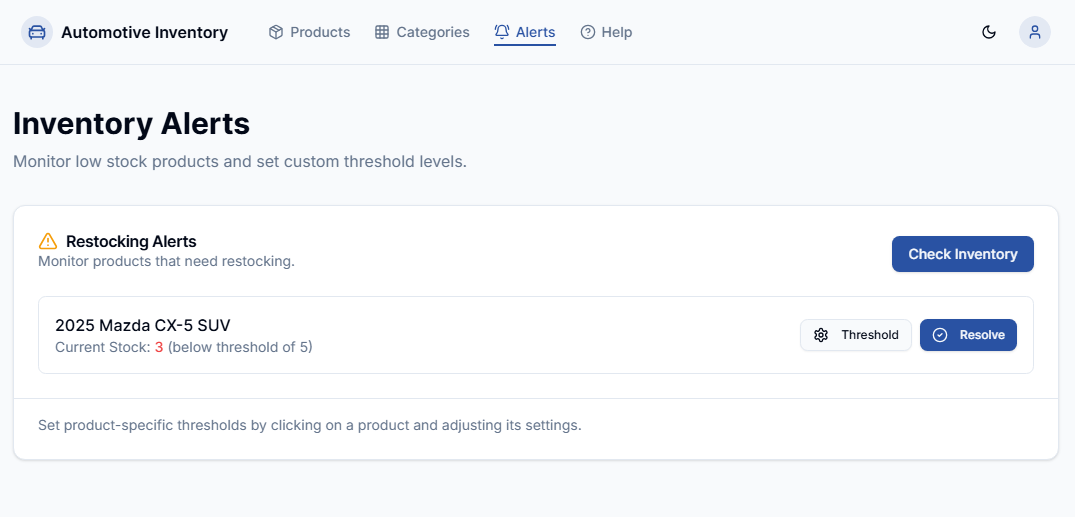 Automotive Inventory
Products
Categories
Alerts
Help
Inventory Alerts
Monitor low stock products and set custom threshold levels.
Restocking Alerts
Monitor products that need restocking.
Check Inventory
2025 Mazda CX-5 SUV
Current Stock: 3 (below threshold of 5)
Threshold
Resolve
Set product-specific thresholds by clicking on a product and adjusting its settings.